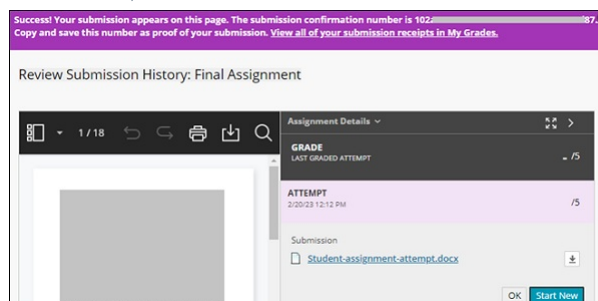 Success! Your submission appears on this page. The submission confirmation number is 102 87.
Copy and save this number as proof of your submission. View all of your submission receipts in My Grades.
Review Submission History: Final Assignment
1 / 18
Assignment Details
GRADE
LAST GRADED ATTEMPT
- /5
ATTEMPT
2/20/23 12:12 PM
/5
Submission
Student-assignment-attempt.docx
OK
Start New